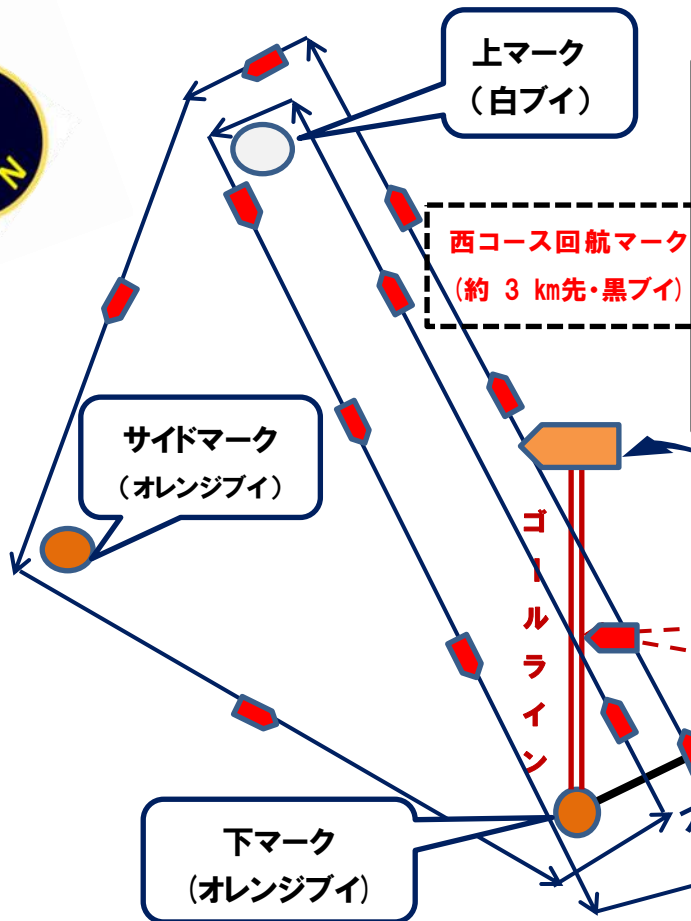 N
上マーク
（白ブイ）
西コース回航マーク
(約 3 km先・黒ブイ)
サイドマーク
（オレンジブイ）
ゴールライン
下マーク
(オレンジブイ)